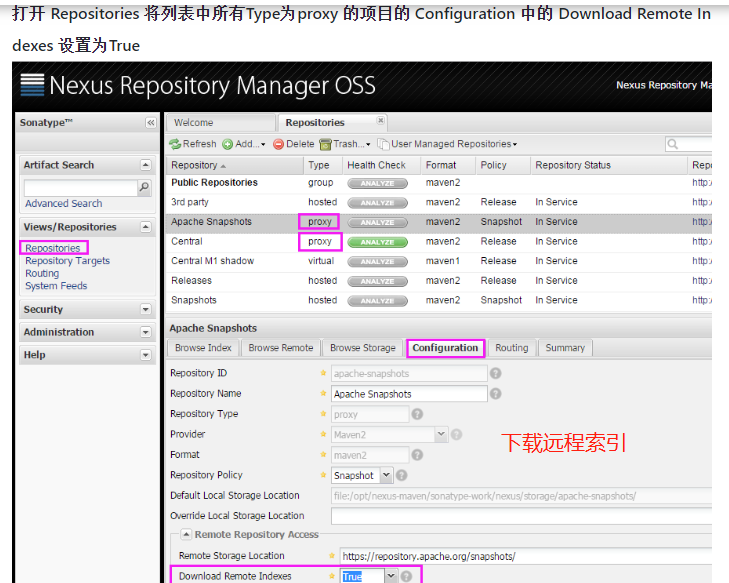 打开 Repositories 将列表中所有Type为proxy 的项目的 Configuration 中的 Download Remote In
dexes 设置为True
Nexus Repository Manager OSS
Nexus Repository Ma
Sonatype™
Welcome
Repositories
Refresh Add... Delete Trash... User Managed Repositories
Artifact Search
Advanced Search
Views/Repositories
Repositories
Repository Targets
Routing
System Feeds
Security
Administration
Help
Repository Type Health Check Format Policy Repository Status Repo
Public Repositories group ANALYZE maven2 http:/
3rd party hosted ANALYZE maven2 Release In Service http:/
Apache Snapshots proxy ANALYZE maven2 Snapshot In Service http:/
Central proxy ANALYZE maven2 Release In Service http:/
Central M1 shadow virtual ANALYZE maven1 Release In Service http:/
Releases hosted ANALYZE maven2 Release In Service http:/
Snapshots hosted ANALYZE maven2 Snapshot In Service http:/
Apache Snapshots
Browse Index Browse Remote Browse Storage Configuration Routing Summary
Repository ID apache-snapshots
Repository Name Apache Snapshots
Repository Type proxy
Provider Maven2
下载远程索引
Format maven2
Repository Policy Snapshot
Default Local Storage Location file:/opt/nexus-maven/sonatype-work/nexus/storage/apache-snapshots/
Override Local Storage Location
Remote Repository Access
Remote Storage Location https://repository.apache.org/snapshots/
Download Remote Indexes True